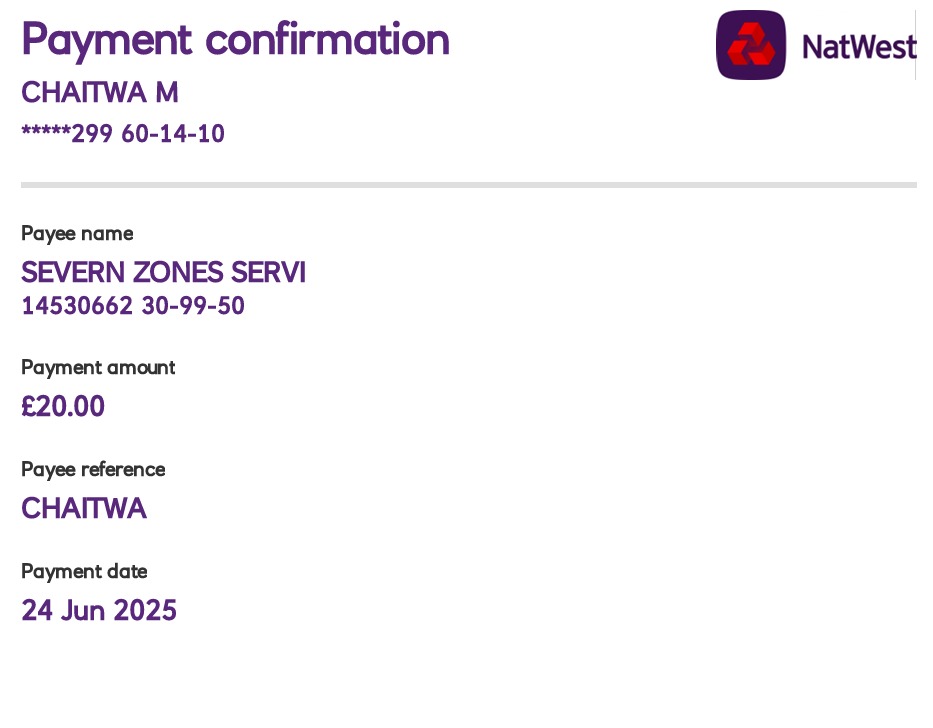 Payment confirmation
NatWest
CHAITWA M
*****299 60-14-10
Payee name
SEVERN ZONES SERVI
14530662 30-99-50
Payment amount
£20.00
Payee reference
CHAITWA
Payment date
24 Jun 2025